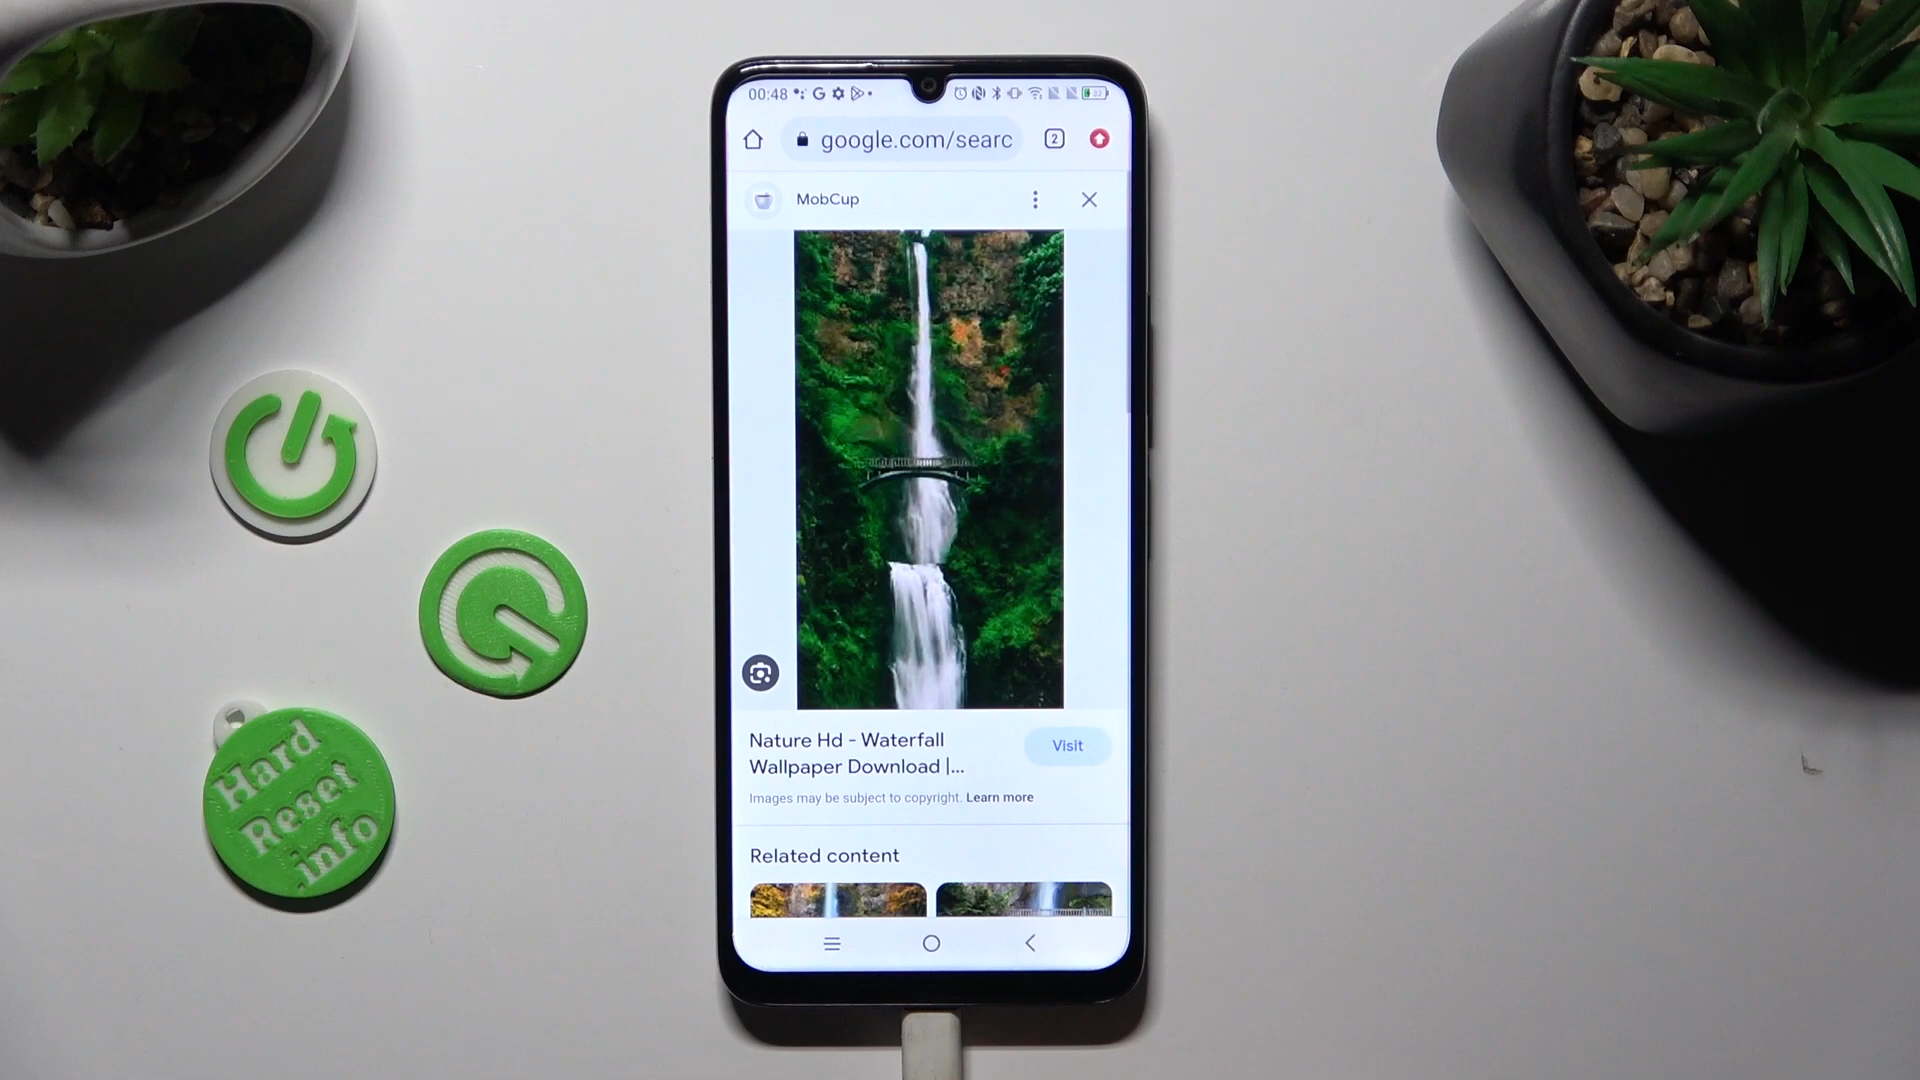 00:48
32
google.com/searc
2
MobCup
Nature Hd - Waterfall
Wallpaper Download |...
Visit
Images may be subject to copyright. Learn more
Related content
Hard
Reset
.info